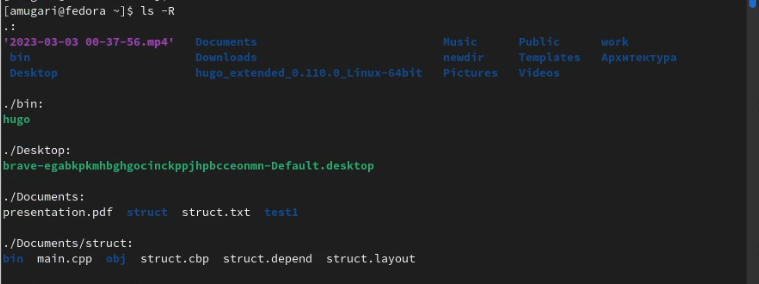 [amugari@fedora ~]$ ls -R
.:
'2023-03-03 00-37-56.mp4' Documents Music Public work
bin Downloads newdir Templates Архитектура
Desktop hugo_extended_0.110.0_Linux-64bit Pictures Videos
./bin:
hugo
./Desktop:
brave-egabkpkmhbghgocinckppjhpbcceonmn-Default.desktop
./Documents:
presentation.pdf struct struct.txt test1
./Documents/struct:
bin main.cpp obj struct.cbp struct.depend struct.layout